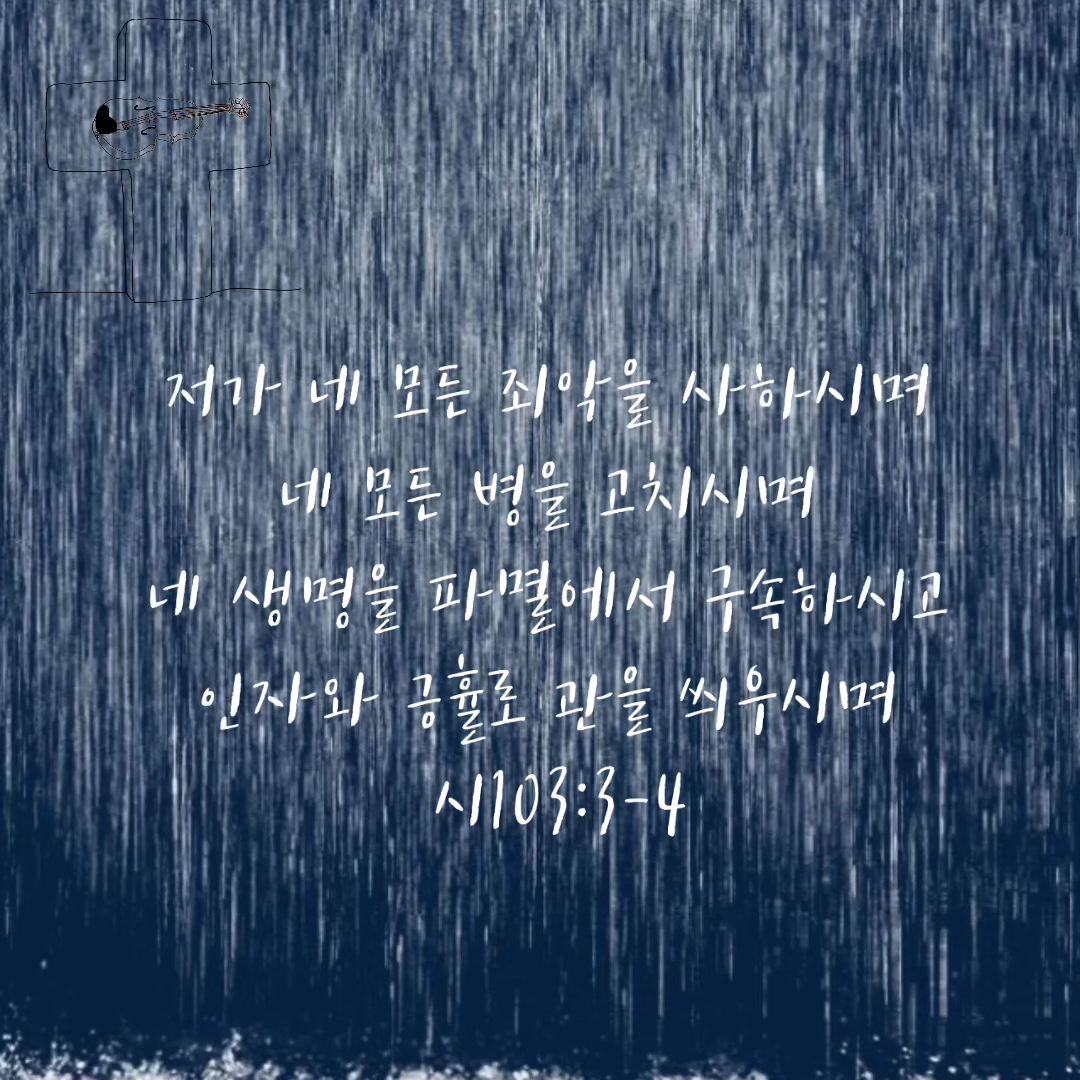 저가 네 모든 죄악을 사하시며
네 모든 병을 고치시며
네 생명을 파멸에서 구속하시고
인자와 긍휼로 관을 씌우시며
시103:3-4